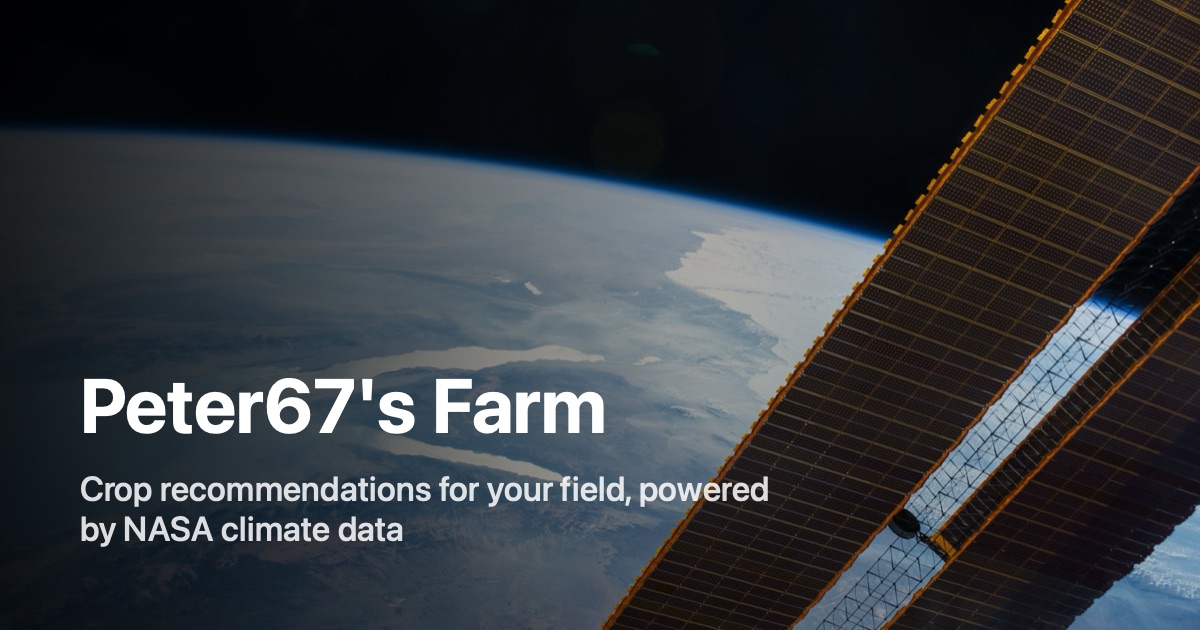 Peter67's Farm
Crop recommendations for your field, powered
by NASA climate data